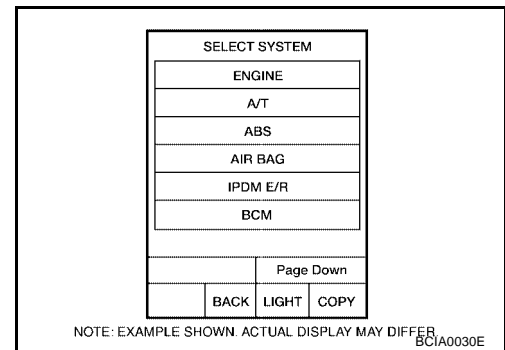 SELECT SYSTEM
ENGINE
A/T
ABS
AIR BAG
IPDM E/R
BCM
Page Down
BACK LIGHT COPY
NOTE: EXAMPLE SHOWN. ACTUAL DISPLAY MAY DIFFER.
BCIA0030E